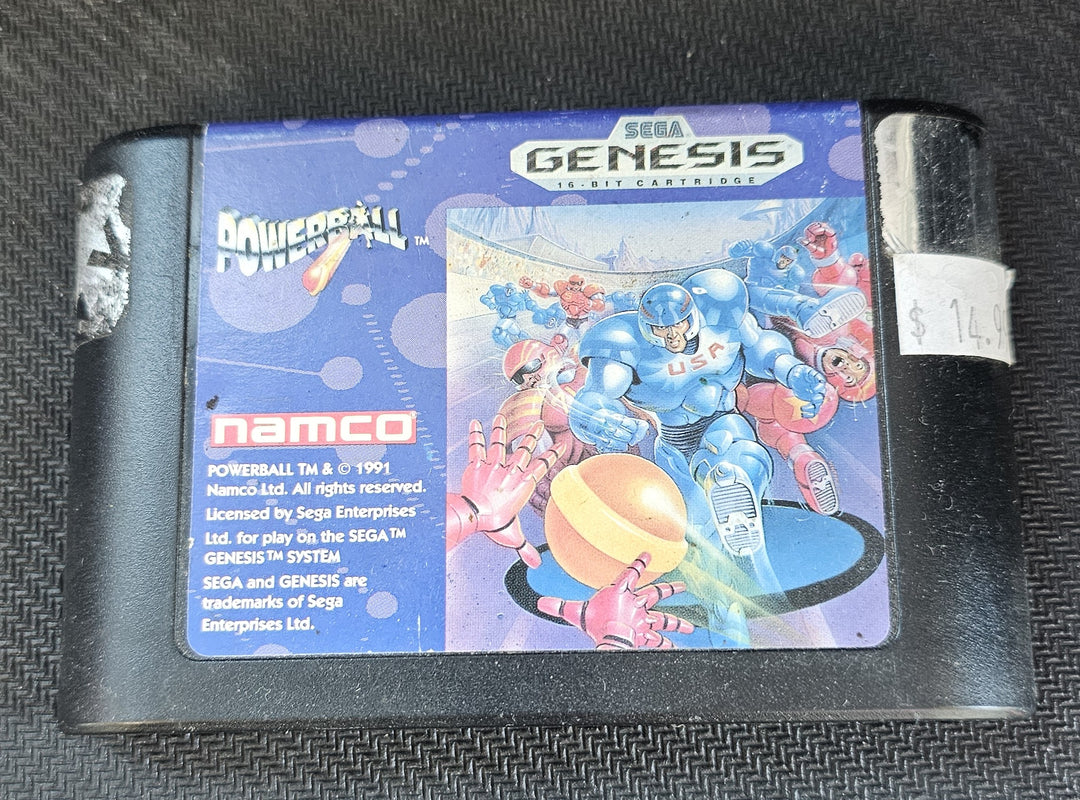 SEGA
GENESIS
16-BIT CARTRIDGE
POWERBALL™
namco
POWERBALL TM & © 1991
Namco Ltd. All rights reserved.
Licensed by Sega Enterprises
Ltd. for play on the SEGA™
GENESIS™ SYSTEM
SEGA and GENESIS are
trademarks of Sega
Enterprises Ltd.
USA
$ 14.9